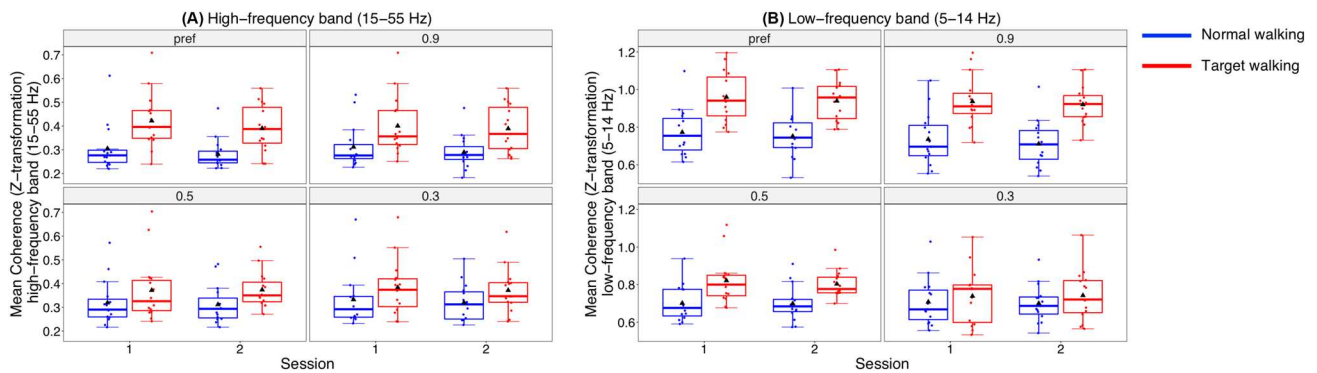 (A) High−frequency band (15−55 Hz)
Mean Coherence (Z−transformation)
high−frequency band (15−55 Hz)
pref
0.9
0.7
0.6
0.5
0.4
0.3
0.2
0.5
0.3
0.7
0.6
0.5
0.4
0.3
0.2
1
2
1
2
Session
(B) Low−frequency band (5−14 Hz)
Mean Coherence (Z−transformation)
low−frequency band (5−14 Hz)
pref
0.9
1.2
1.0
0.8
0.6
0.5
0.3
1.2
1.0
0.8
0.6
1
2
1
2
Session
Normal walking
Target walking